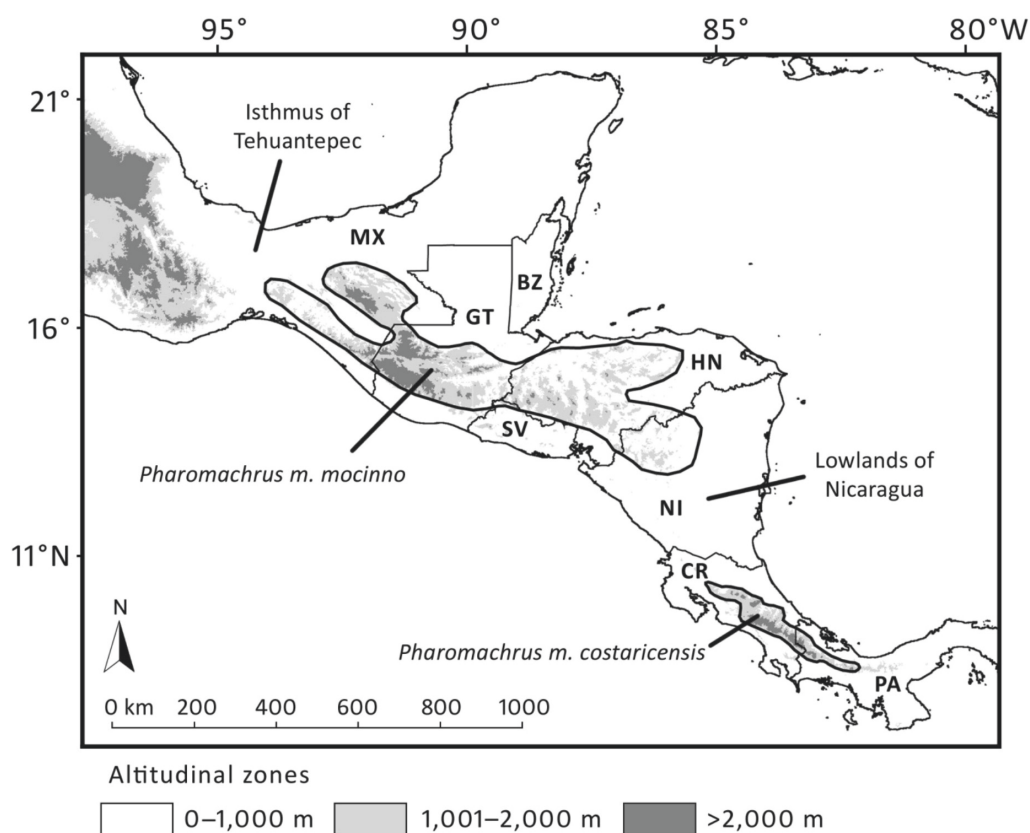 95°
90°
85°
80°W
21°
16°
11°N
Isthmus of
Tehuantepec
MX
BZ
GT
HN
SV
Pharomachrus m. mocinno
Lowlands of
Nicaragua
NI
CR
Pharomachrus m. costaricensis
PA
N
0 km 200 400 600 800 1000
Altitudinal zones
0–1,000 m 1,001–2,000 m >2,000 m